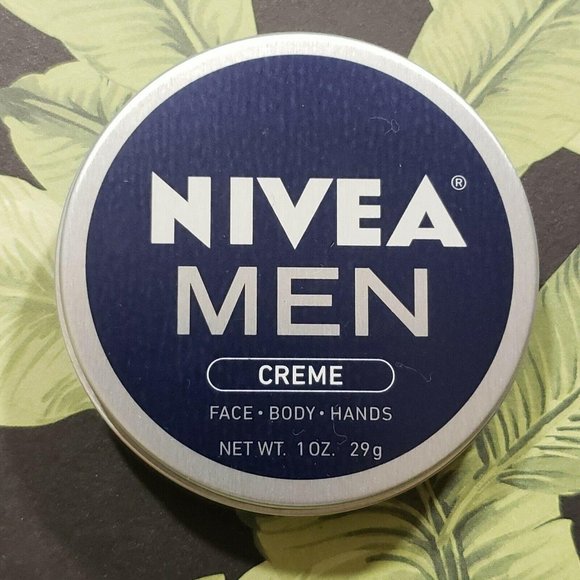 NIVEA®
MEN
CREME
FACE • BODY • HANDS
NET WT. 1 OZ. 29g